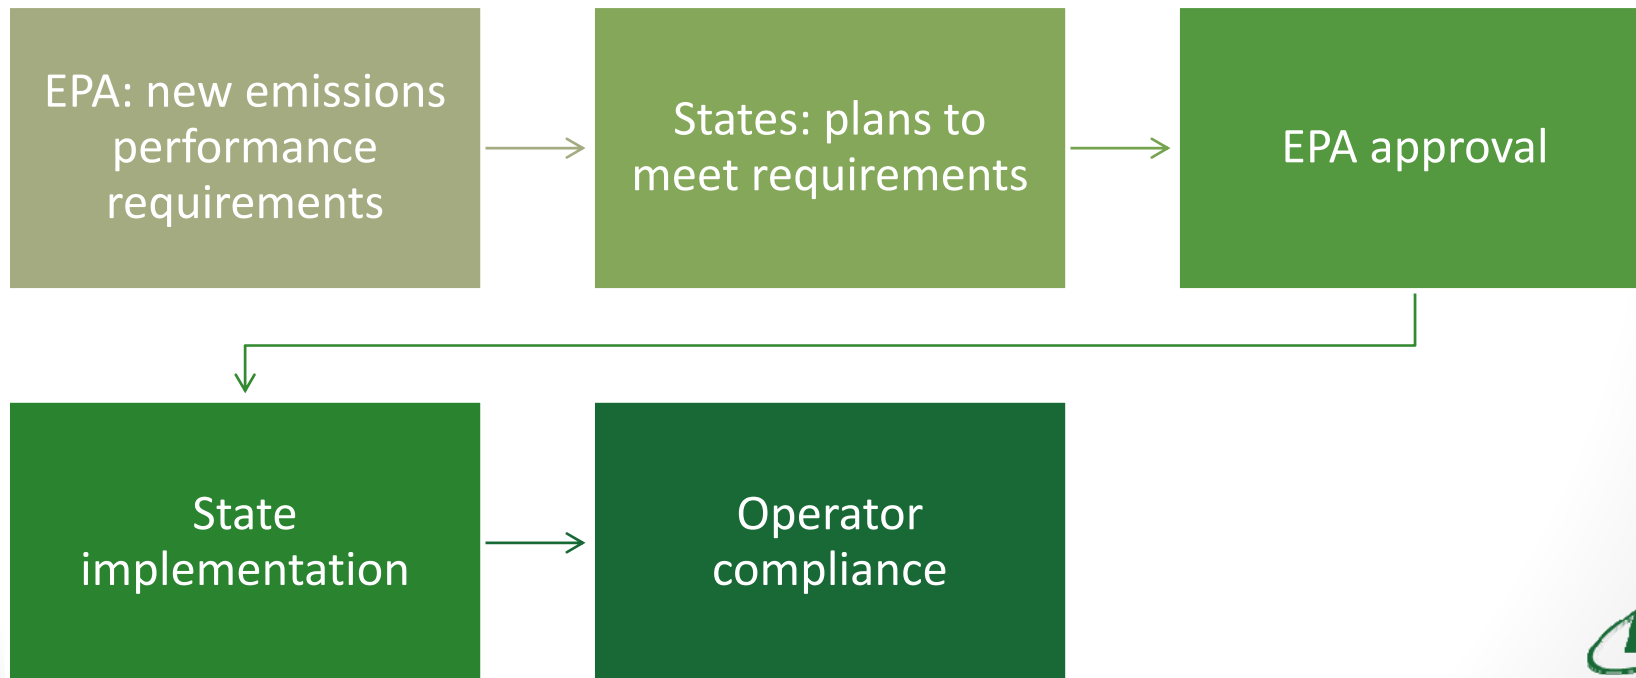 EPA: new emissions
performance
requirements
States: plans to
meet requirements
EPA approval
State
implementation
Operator
compliance